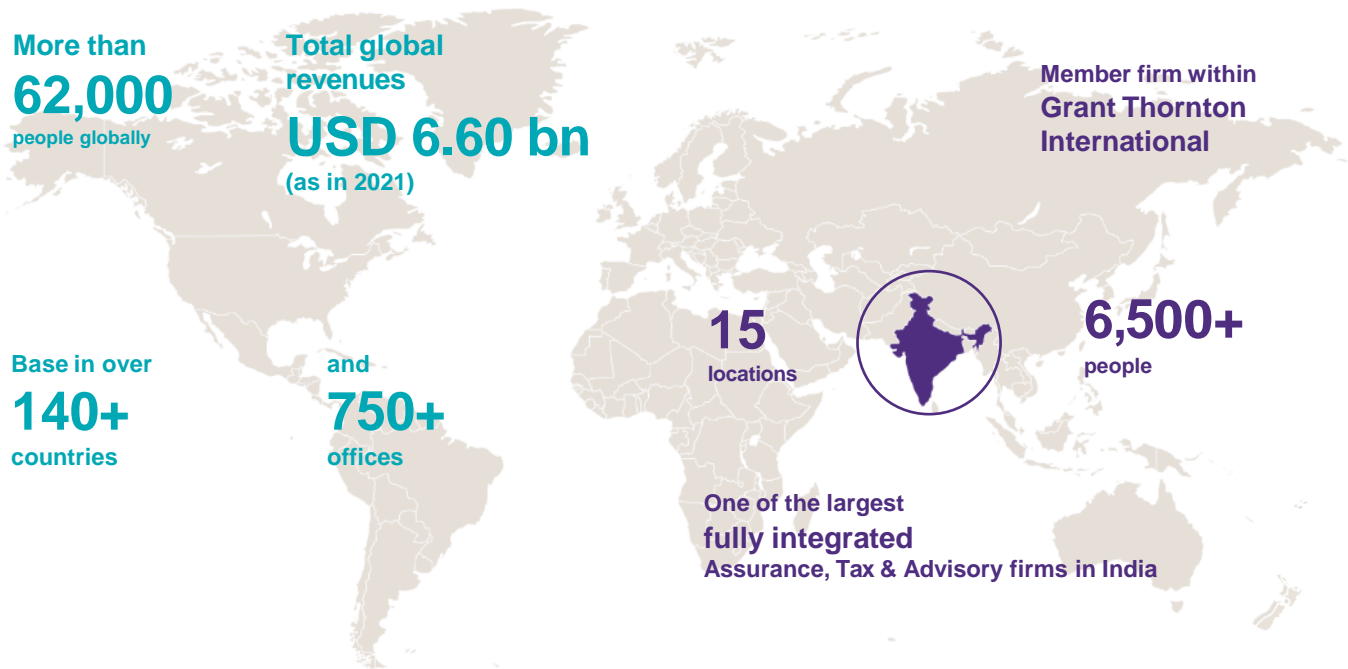 More than
62,000
people globally
Total global
revenues
USD 6.60 bn
(as in 2021)
Member firm within
Grant Thornton
International
15
locations
6,500+
people
Base in over
140+
countries
and
750+
offices
One of the largest
fully integrated
Assurance, Tax & Advisory firms in India